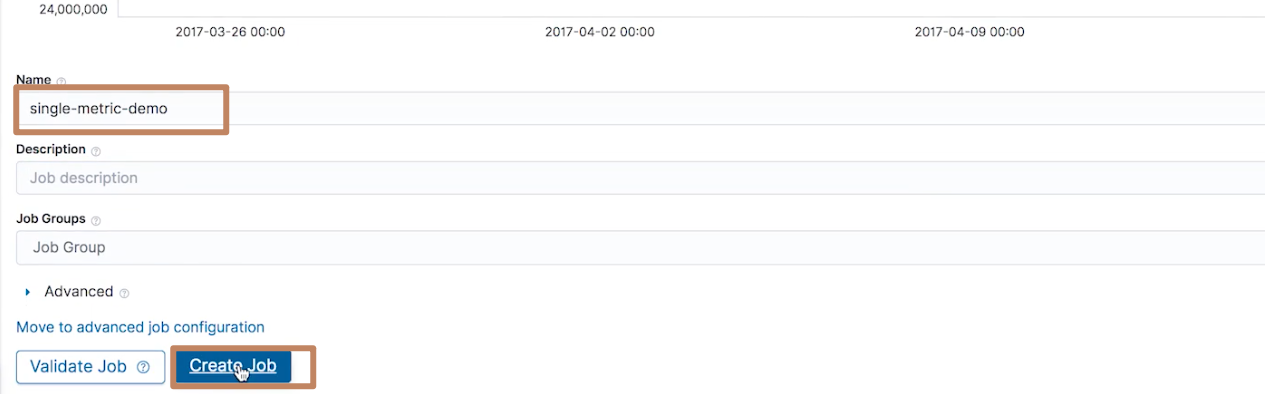 24,000,000
2017-03-26 00:00 2017-04-02 00:00 2017-04-09 00:00
Name
single-metric-demo
Description
Job description
Job Groups
Job Group
Advanced
Move to advanced job configuration
Validate Job Create Job